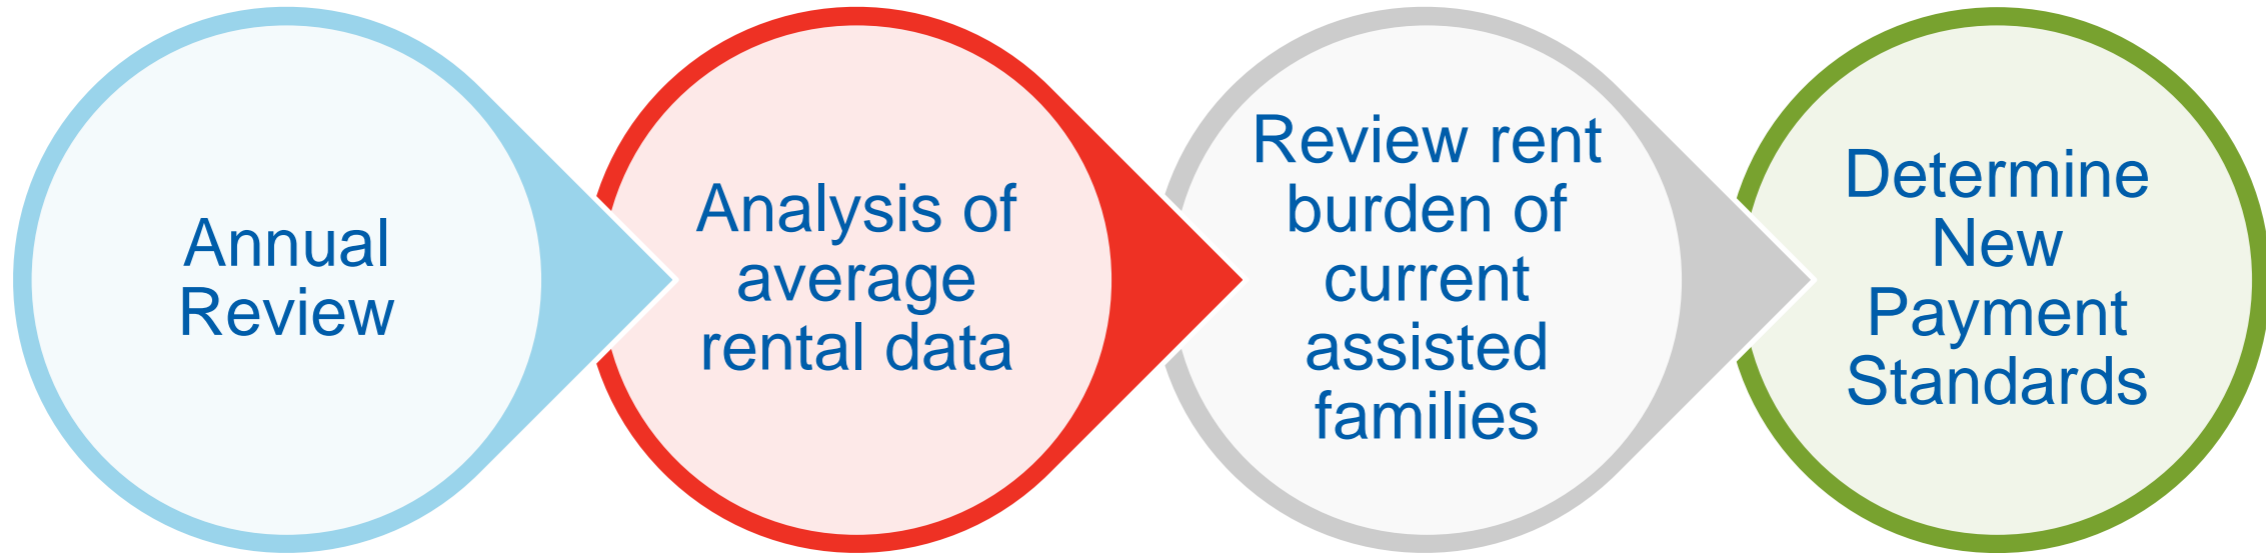 Annual
Review
Analysis of
average
rental data
Review rent
burden of
current
assisted
families
Determine
New
Payment
Standards